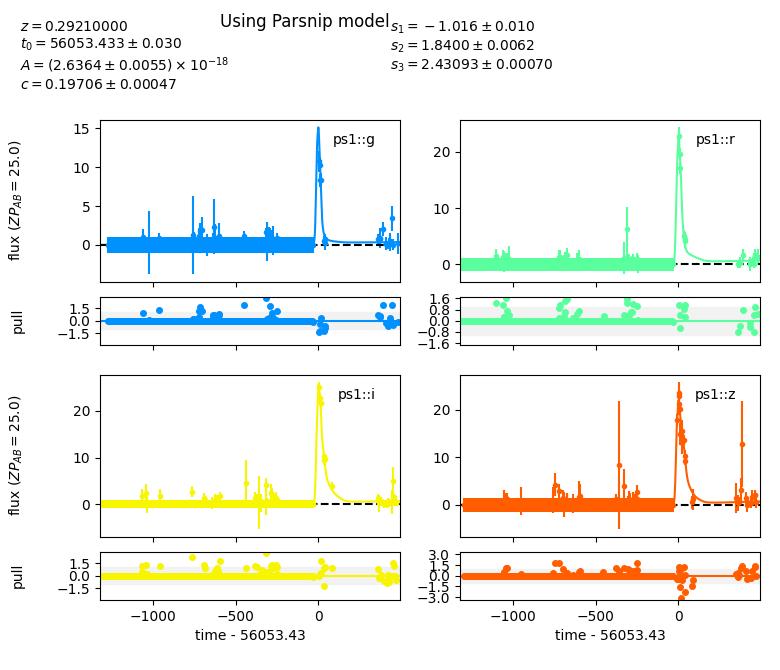 Using Parsnip model
z = 0.29210000
t₀ = 56053.433 ± 0.030
A = (2.6364 ± 0.0055) × 10⁻¹⁸
c = 0.19706 ± 0.00047
s₁ = −1.016 ± 0.010
s₂ = 1.8400 ± 0.0062
s₃ = 2.43093 ± 0.00070
flux (ZP_AB = 25.0)
15
10
5
0
ps1::g
20
10
0
ps1::r
pull
1.5
0.0
−1.5
1.6
0.8
0.0
−0.8
−1.6
flux (ZP_AB = 25.0)
20
10
0
ps1::i
20
10
0
ps1::z
pull
1.5
0.0
−1.5
3.0
1.5
0.0
−1.5
−3.0
−1000 −500 0
−1000 −500 0
time - 56053.43
time - 56053.43